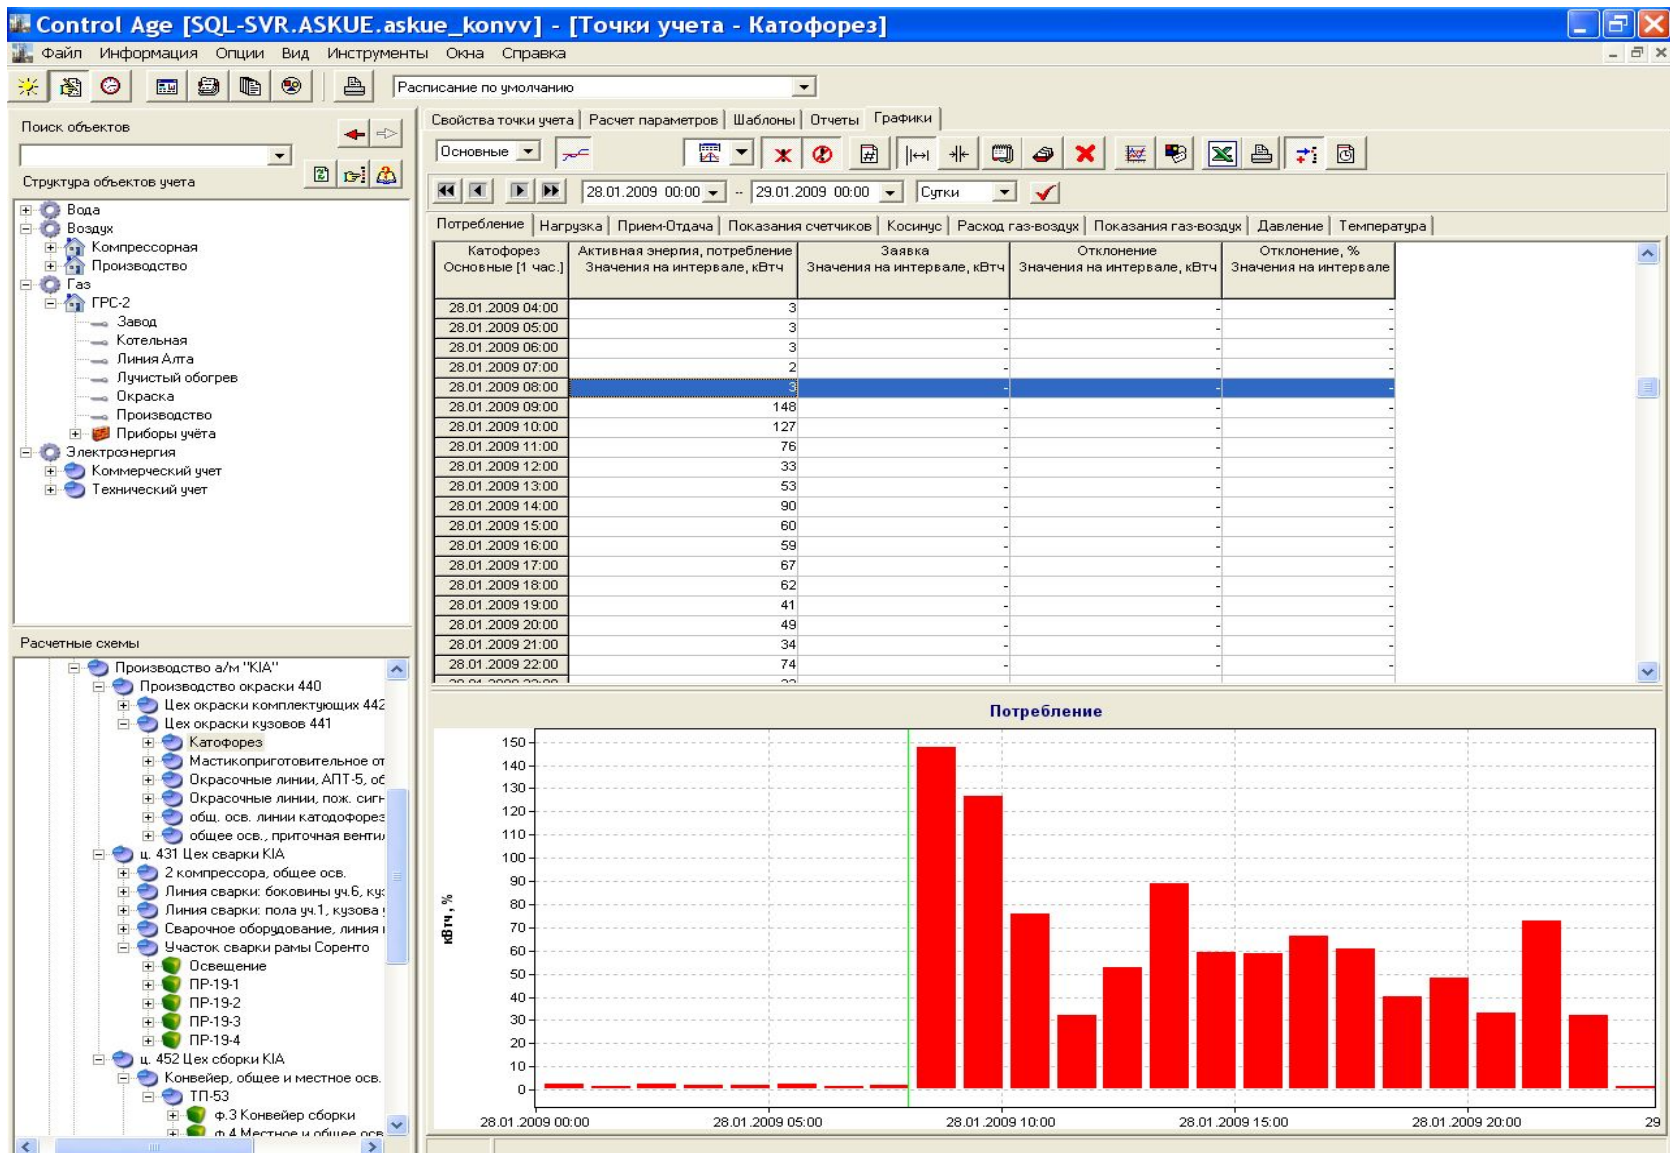 Control Age [SQL-SVR.ASKUE.askue_konvv] - [Точки учета - Катофорез]
Файл Информация Опции Вид Инструменты Окна Справка
Расписание по умолчанию
Поиск объектов
Структура объектов учета
Вода
Воздух
Компрессорная
Производство
Газ
ГРС-2
Завод
Котельная
Линия Алта
Лучистый обогрев
Окраска
Производство
Приборы учёта
Электроэнергия
Коммерческий учет
Технический учет
Расчетные схемы
Производство а/м "KIA"
Производство окраски 440
Цех окраски комплектующих 442
Цех окраски кузовов 441
Катофорез
Мастикоприготовительное от
Окрасочные линии, АПТ-5, об
Окрасочные линии, пож. сигн
общ. осв. линии катодофорез
общее осв., приточная венти
ц. 431 Цех сварки KIA
2 компрессора, общее осв.
Линия сварки: боковины уч.6, ку
Линия сварки: пола уч.1, кузова
Сварочное оборудование, линия
Участок сварки рамы Соренто
Освещение
ПР-19-1
ПР-19-2
ПР-19-3
ПР-19-4
ц. 452 Цех сборки KIA
Конвейер, общее и местное осв.
ТП-53
ф.3 Конвейер сборки
ф.4 Местное и общее осв
Свойства точки учета Расчет параметров Шаблоны Отчеты Графики
Основные
28.01.2009 00:00 -- 29.01.2009 00:00 Сутки
Потребление Нагрузка Прием-Отдача Показания счетчиков Косинус Расход газ-воздух Показания газ-воздух Давление Температура
Катофорез Активная энергия, потребление Заявка Отклонение Отклонение, %
Основные [1 час.] Значения на интервале, кВтч Значения на интервале, кВтч Значения на интервале, кВтч Значения на интервале
28.01.2009 04:00 3 - - -
28.01.2009 05:00 3 - - -
28.01.2009 06:00 3 - - -
28.01.2009 07:00 2 - - -
28.01.2009 08:00 3 - - -
28.01.2009 09:00 148 - - -
28.01.2009 10:00 127 - - -
28.01.2009 11:00 76 - - -
28.01.2009 12:00 33 - - -
28.01.2009 13:00 53 - - -
28.01.2009 14:00 90 - - -
28.01.2009 15:00 60 - - -
28.01.2009 16:00 59 - - -
28.01.2009 17:00 67 - - -
28.01.2009 18:00 62 - - -
28.01.2009 19:00 41 - - -
28.01.2009 20:00 49 - - -
28.01.2009 21:00 34 - - -
28.01.2009 22:00 74 - - -
Потребление
кВтч, %
150
140
130
120
110
100
90
80
70
60
50
40
30
20
10
0
28.01.2009 00:00 28.01.2009 05:00 28.01.2009 10:00 28.01.2009 15:00 28.01.2009 20:00 29